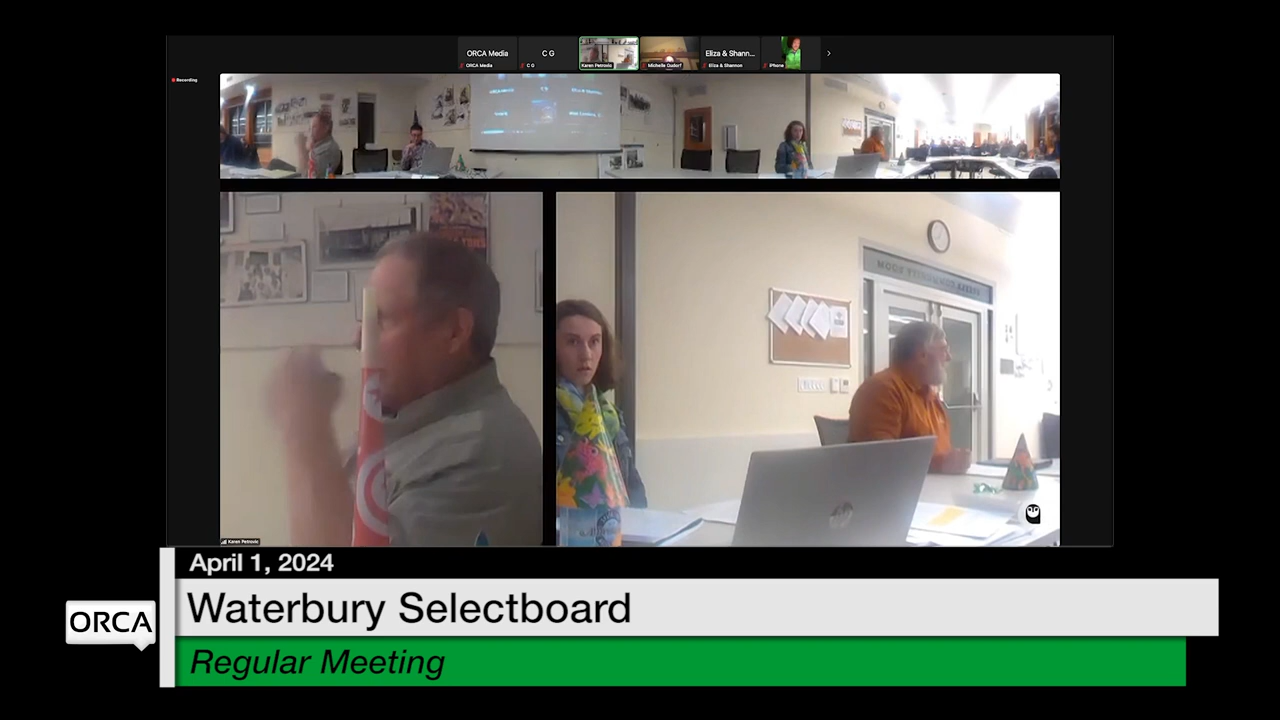 ORCA Media
C G
Eliza & Shann...
ORCA Media
C G
Karen Petrovic
Michelle Gudorf
Eliza & Shannon
iPhone
Recording
Karen Petrovic
April 1, 2024
Waterbury Selectboard
ORCA
Regular Meeting